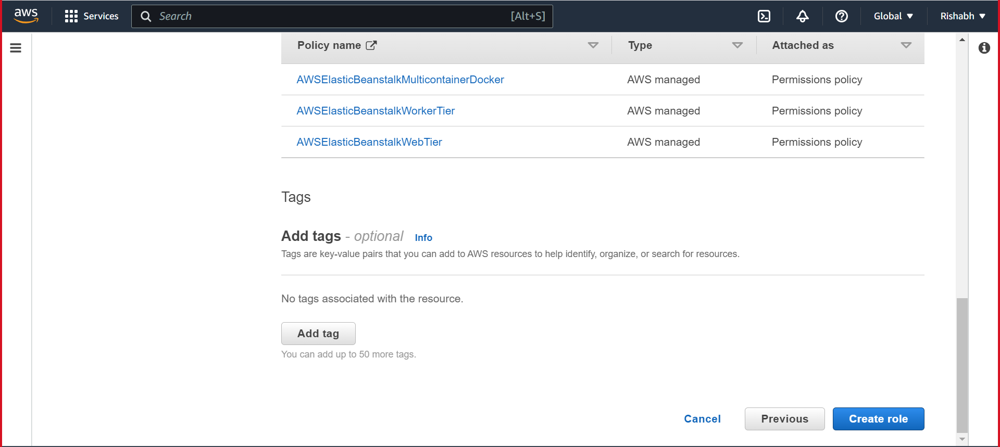 aws Services Search [Alt+S] Global Rishabh
Policy name Type Attached as
AWSElasticBeanstalkMulticontainerDocker AWS managed Permissions policy
AWSElasticBeanstalkWorkerTier AWS managed Permissions policy
AWSElasticBeanstalkWebTier AWS managed Permissions policy
Tags
Add tags - optional Info
Tags are key-value pairs that you can add to AWS resources to help identify, organize, or search for resources.
No tags associated with the resource.
Add tag
You can add up to 50 more tags.
Cancel Previous Create role